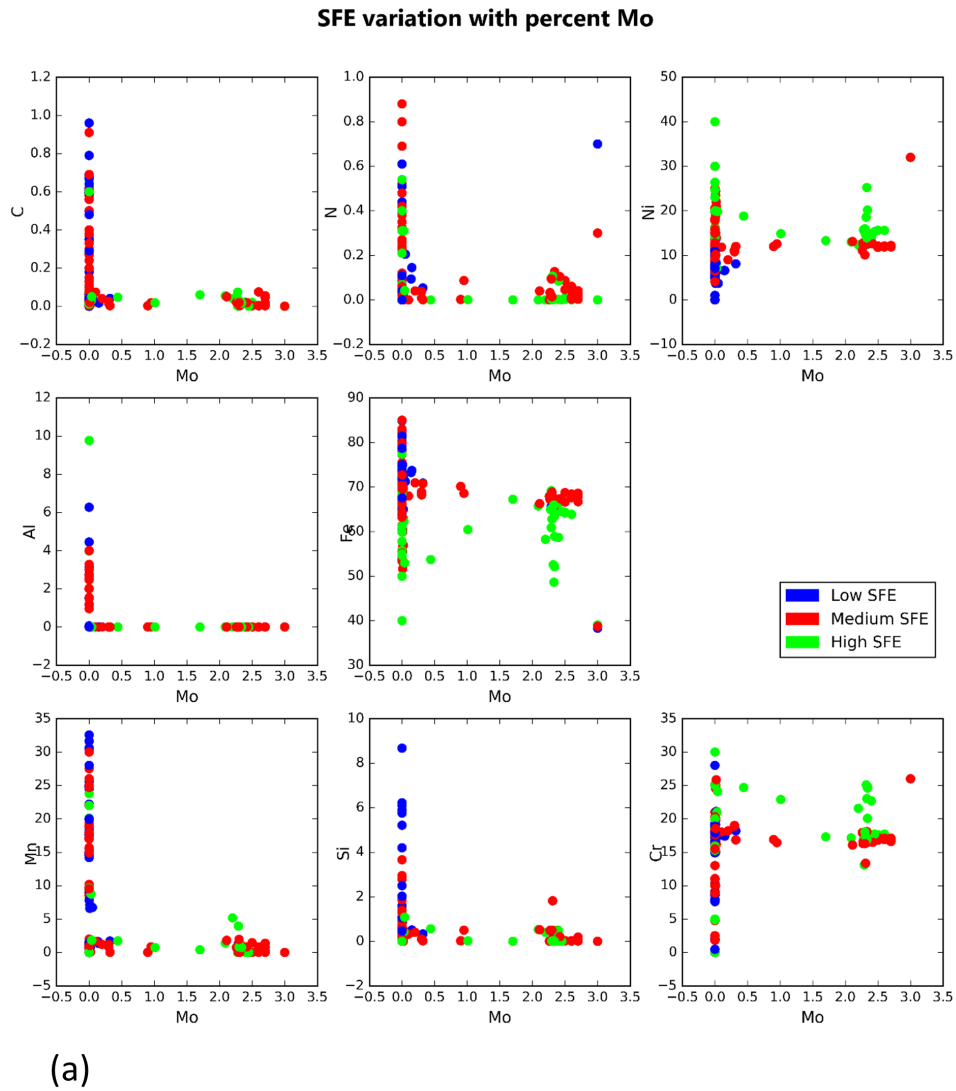 SFE variation with percent Mo
1.2
1.0
0.8
0.6
0.4
0.2
0.0
−0.2
−0.5 0.0 0.5 1.0 1.5 2.0 2.5 3.0 3.5
C
Mo
1.0
0.8
0.6
0.4
0.2
0.0
−0.2
−0.5 0.0 0.5 1.0 1.5 2.0 2.5 3.0 3.5
N
Mo
50
40
30
20
10
0
−10
−0.5 0.0 0.5 1.0 1.5 2.0 2.5 3.0 3.5
Ni
Mo
12
10
8
6
4
2
0
−2
−0.5 0.0 0.5 1.0 1.5 2.0 2.5 3.0 3.5
Al
Mo
90
80
70
60
50
40
30
−0.5 0.0 0.5 1.0 1.5 2.0 2.5 3.0 3.5
Fe
Mo
Low SFE
Medium SFE
High SFE
35
30
25
20
15
10
5
0
−5
−0.5 0.0 0.5 1.0 1.5 2.0 2.5 3.0 3.5
Mn
Mo
10
8
6
4
2
0
−2
−0.5 0.0 0.5 1.0 1.5 2.0 2.5 3.0 3.5
Si
Mo
35
30
25
20
15
10
5
0
−5
−0.5 0.0 0.5 1.0 1.5 2.0 2.5 3.0 3.5
Cr
Mo
(a)